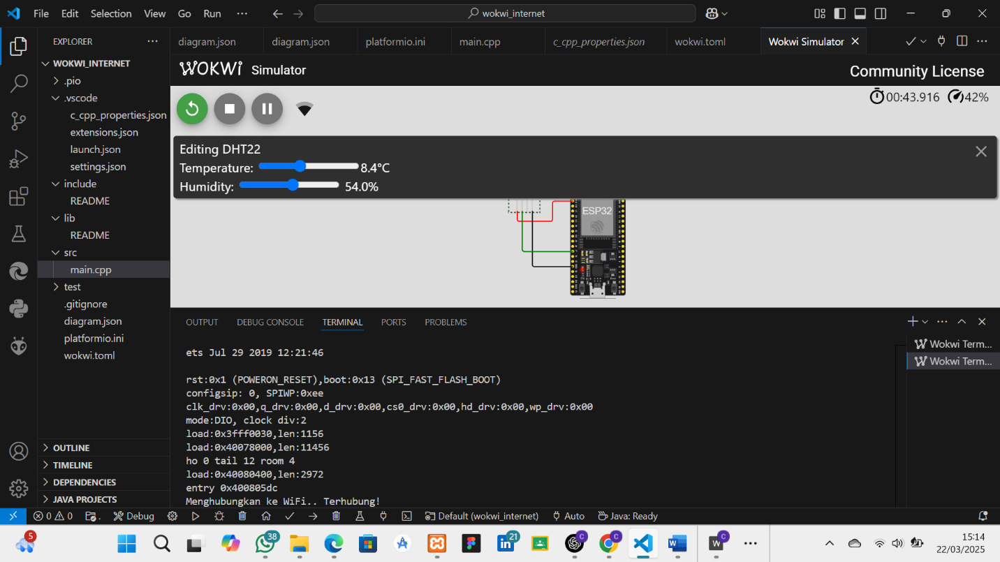 File Edit Selection View Go Run ··· wokwi_internet
EXPLORER
diagram.json diagram.json platformio.ini main.cpp c_cpp_properties.json wokwi.toml Wokwi Simulator
WOKWI_INTERNET
.pio
.vscode
c_cpp_properties.json
extensions.json
launch.json
settings.json
include
README
lib
README
src
main.cpp
test
.gitignore
diagram.json
platformio.ini
wokwi.toml
OUTLINE
TIMELINE
DEPENDENCIES
JAVA PROJECTS
WOKWi Simulator
Community License
00:43.916 42%
Editing DHT22
Temperature: 8.4°C
Humidity: 54.0%
ESP32
OUTPUT DEBUG CONSOLE TERMINAL PORTS PROBLEMS
Wokwi Term...
Wokwi Term...
ets Jul 29 2019 12:21:46
rst:0x1 (POWERON_RESET),boot:0x13 (SPI_FAST_FLASH_BOOT)
configsip: 0, SPIWP:0xee
clk_drv:0x00,q_drv:0x00,d_drv:0x00,cs0_drv:0x00,hd_drv:0x00,wp_drv:0x00
mode:DIO, clock div:2
load:0x3fff0030,len:1156
load:0x40078000,len:11456
ho 0 tail 12 room 4
load:0x40080400,len:2972
entry 0x400805dc
Menghubungkan ke WiFi.. Terhubung!
0 0 . Debug Default (wokwi_internet) Auto Java: Ready
5 38 21 C C C
15:14
22/03/2025